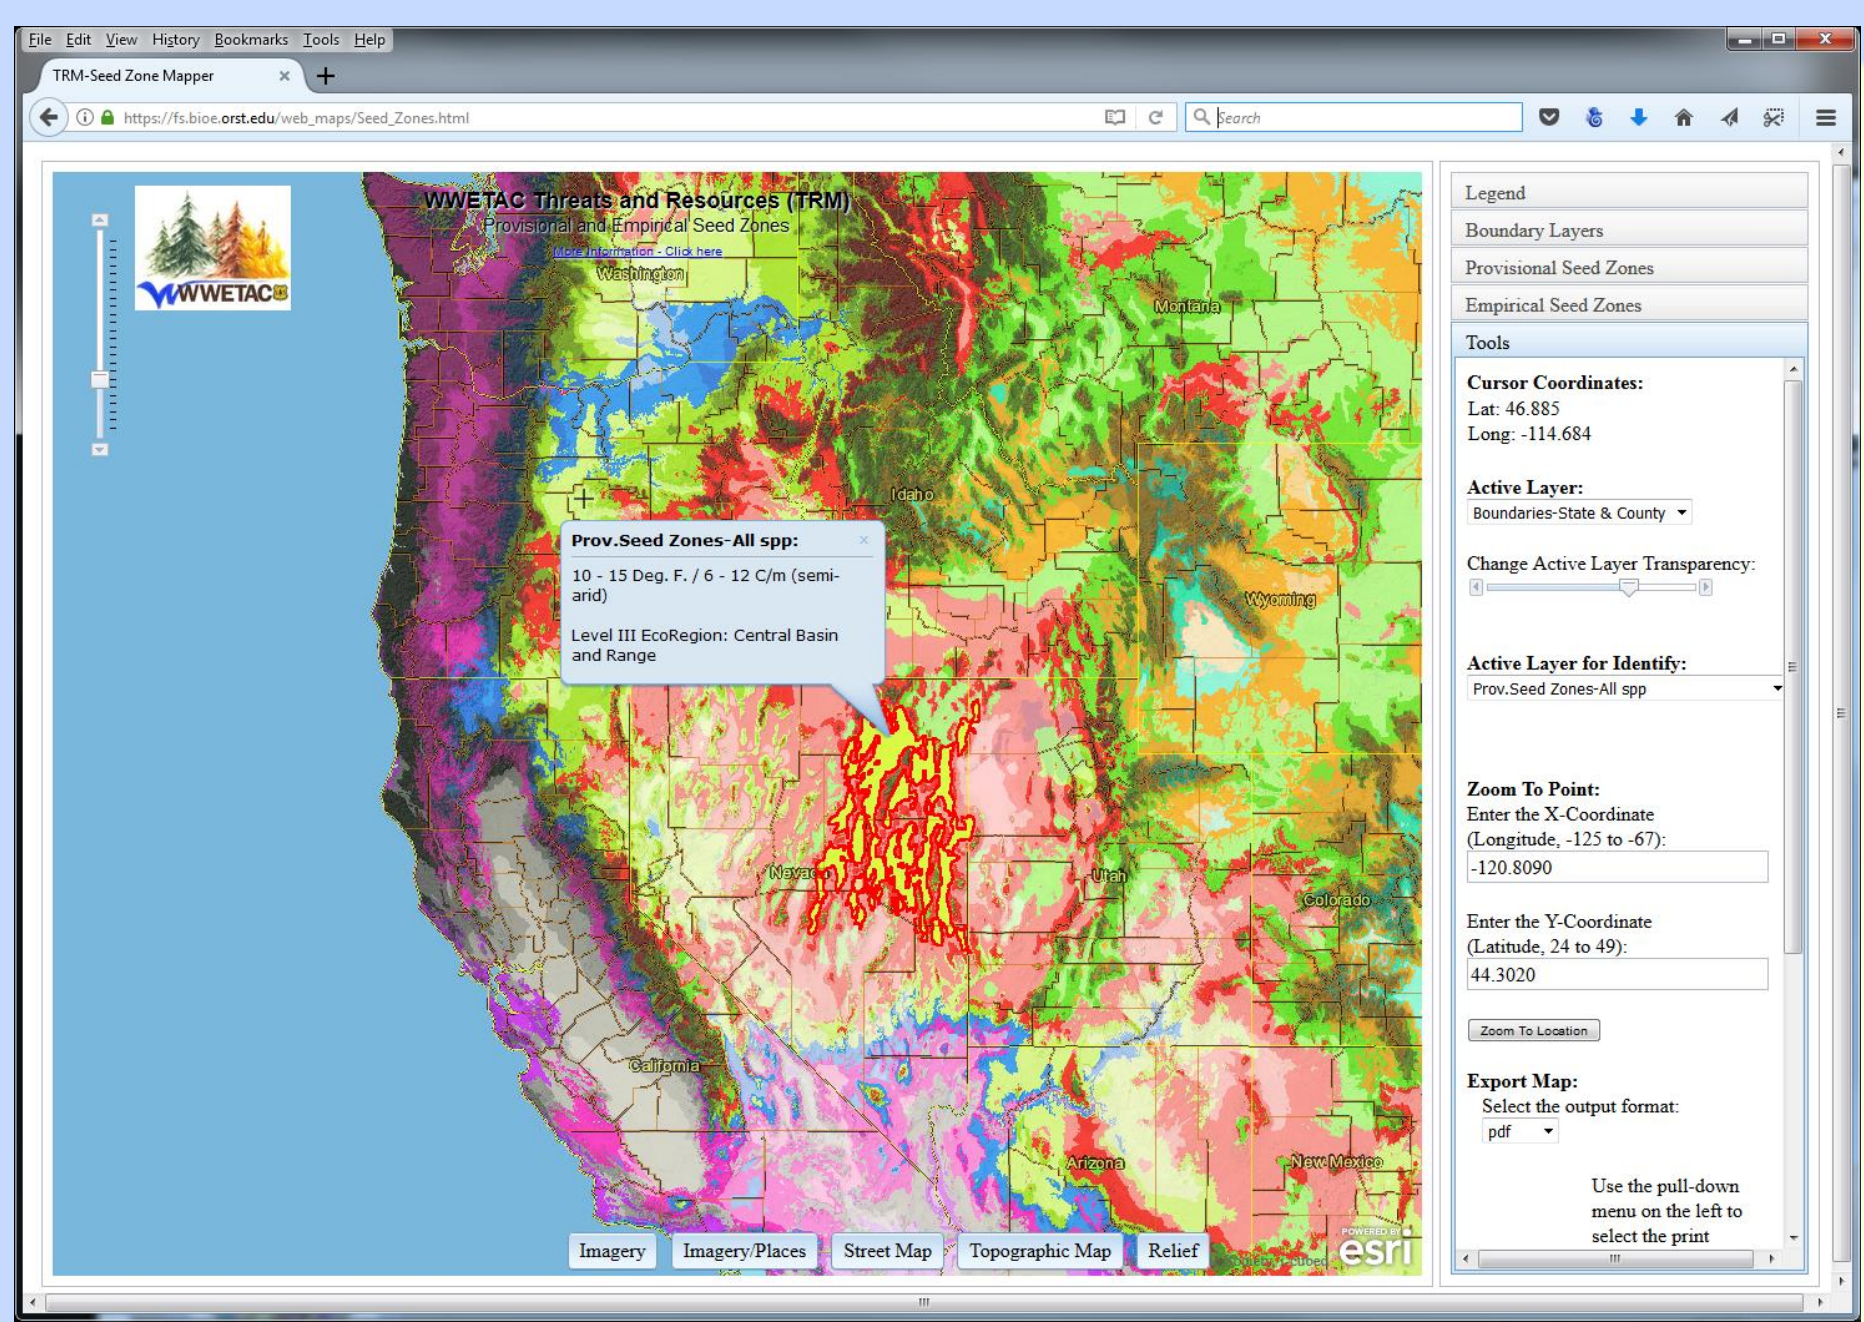 File Edit View History Bookmarks Tools Help
TRM-Seed Zone Mapper
https://fs.bioe.orst.edu/web_maps/Seed_Zones.html
Search
WWETAC
WWETAC Threats and Resources (TRM)
Provisional and Empirical Seed Zones
More Information - Click here
Washington
Montana
Idaho
Prov.Seed Zones-All spp:
10 - 15 Deg. F. / 6 - 12 C/m (semi-
arid)
Level III EcoRegion: Central Basin
and Range
Wyoming
Nevad
Utah
Colorado
California
Arizona
New Mexico
Imagery
Imagery/Places
Street Map
Topographic Map
Relief
POWERED BY
esri
Legend
Boundary Layers
Provisional Seed Zones
Empirical Seed Zones
Tools
Cursor Coordinates:
Lat: 46.885
Long: -114.684
Active Layer:
Boundaries-State & County
Change Active Layer Transparency:
Active Layer for Identify:
Prov.Seed Zones-All spp
Zoom To Point:
Enter the X-Coordinate
(Longitude, -125 to -67):
-120.8090
Enter the Y-Coordinate
(Latitude, 24 to 49):
44.3020
Zoom To Location
Export Map:
Select the output format:
pdf
Use the pull-down
menu on the left to
select the print